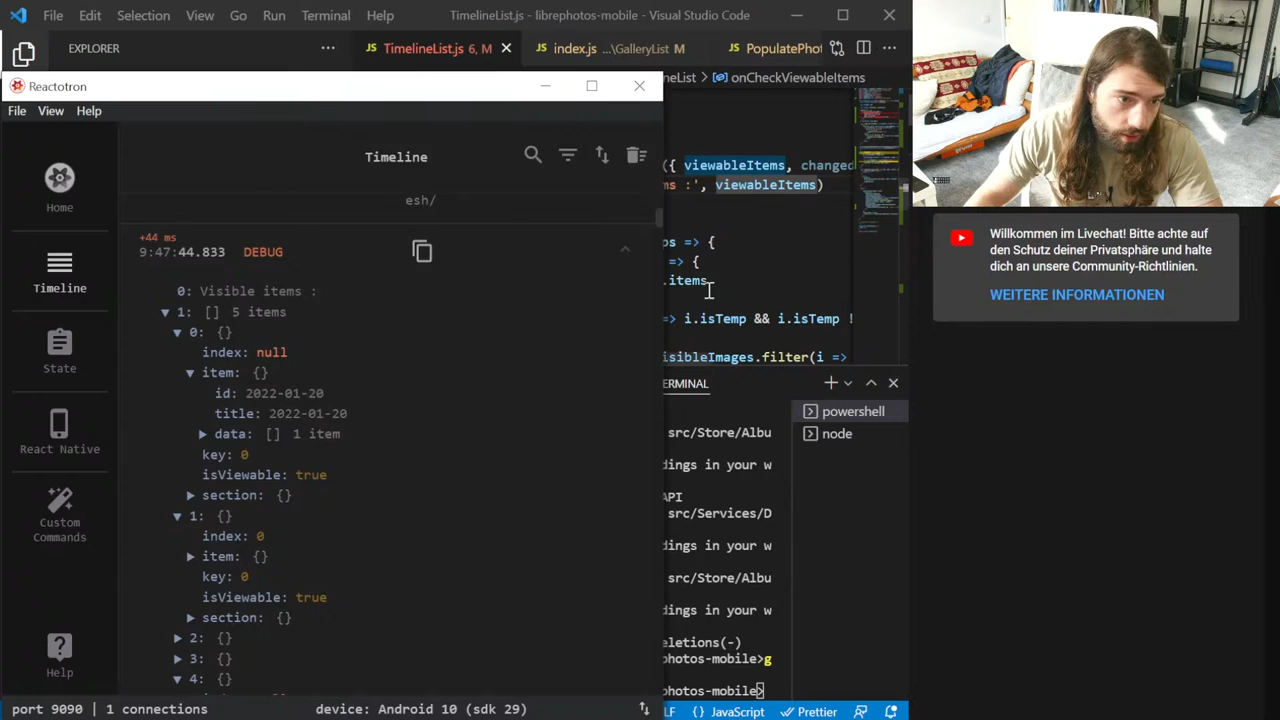 File Edit Selection View Go Run Terminal Help TimelineList.js - librephotos-mobile - Visual Studio Code
EXPLORER
JS TimelineList.js 6, M
JS index.js ...\GalleryList M
JS PopulatePhot
Reactotron
neList > onCheckViewableItems
File View Help
Timeline
({ viewableItems, changed
ms :', viewableItems)
esh/
Home
+44 ms
9:47:44.833 DEBUG
ps => {
=> {
.items
Timeline
0: Visible items :
1: [] 5 items
=> i.isTemp && i.isTemp !
0: {}
index: null
isibleImages.filter(i =>
State
item: {}
id: 2022-01-20
title: 2022-01-20
data: [] 1 item
key: 0
isViewable: true
section: {}
React Native
1: {}
index: 0
item: {}
key: 0
isViewable: true
section: {}
2: {}
3: {}
4: {}
Custom
Commands
Help
ERMINAL
powershell
node
src/Store/Albu
dings in your w
API
src/Services/D
dings in your w
src/Store/Albu
dings in your w
eletions(-)
photos-mobile>g
photos-mobile>
port 9090 | 1 connections device: Android 10 (sdk 29)
LF {} JavaScript Prettier
Willkommen im Livechat! Bitte achte auf
den Schutz deiner Privatsphäre und halte
dich an unsere Community-Richtlinien.
WEITERE INFORMATIONEN